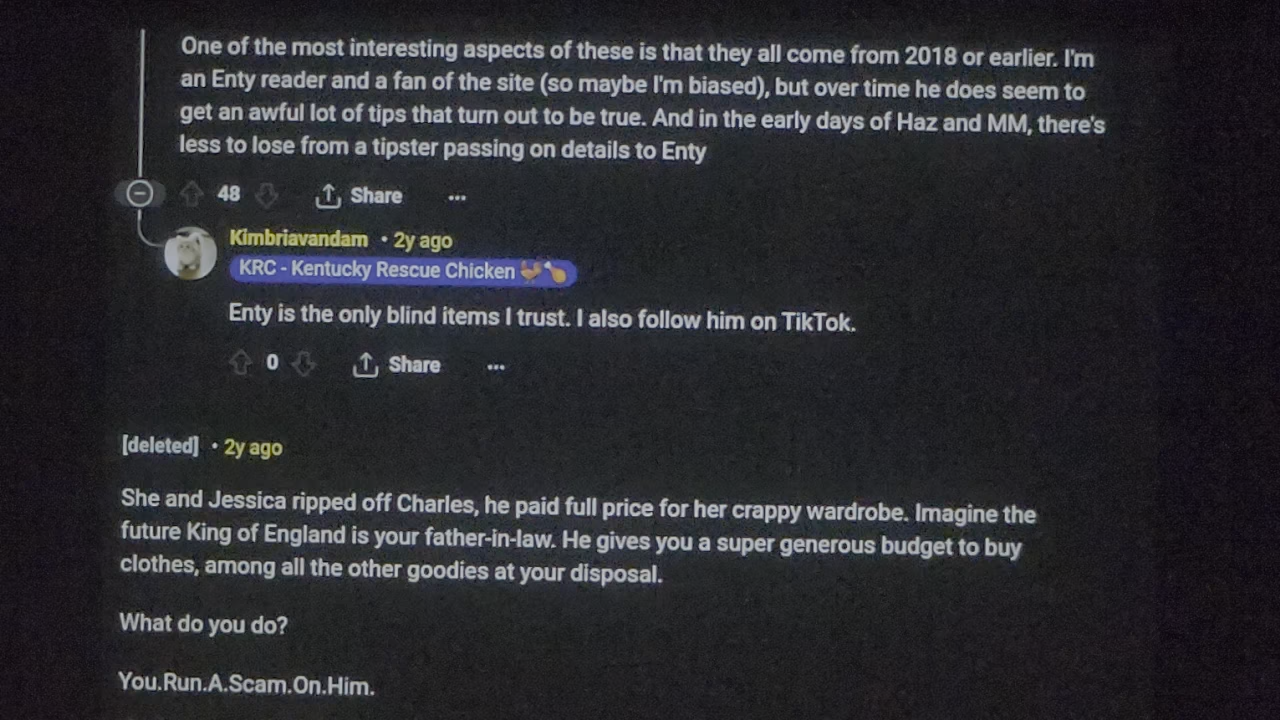 One of the most interesting aspects of these is that they all come from 2018 or earlier. I'm
an Enty reader and a fan of the site (so maybe I'm biased), but over time he does seem to
get an awful lot of tips that turn out to be true. And in the early days of Haz and MM, there's
less to lose from a tipster passing on details to Enty
48 Share ...
Kimbriavandam • 2y ago
KRC - Kentucky Rescue Chicken 🐓🍗
Enty is the only blind items I trust. I also follow him on TikTok.
0 Share ...
[deleted] • 2y ago
She and Jessica ripped off Charles, he paid full price for her crappy wardrobe. Imagine the
future King of England is your father-in-law. He gives you a super generous budget to buy
clothes, among all the other goodies at your disposal.
What do you do?
You.Run.A.Scam.On.Him.